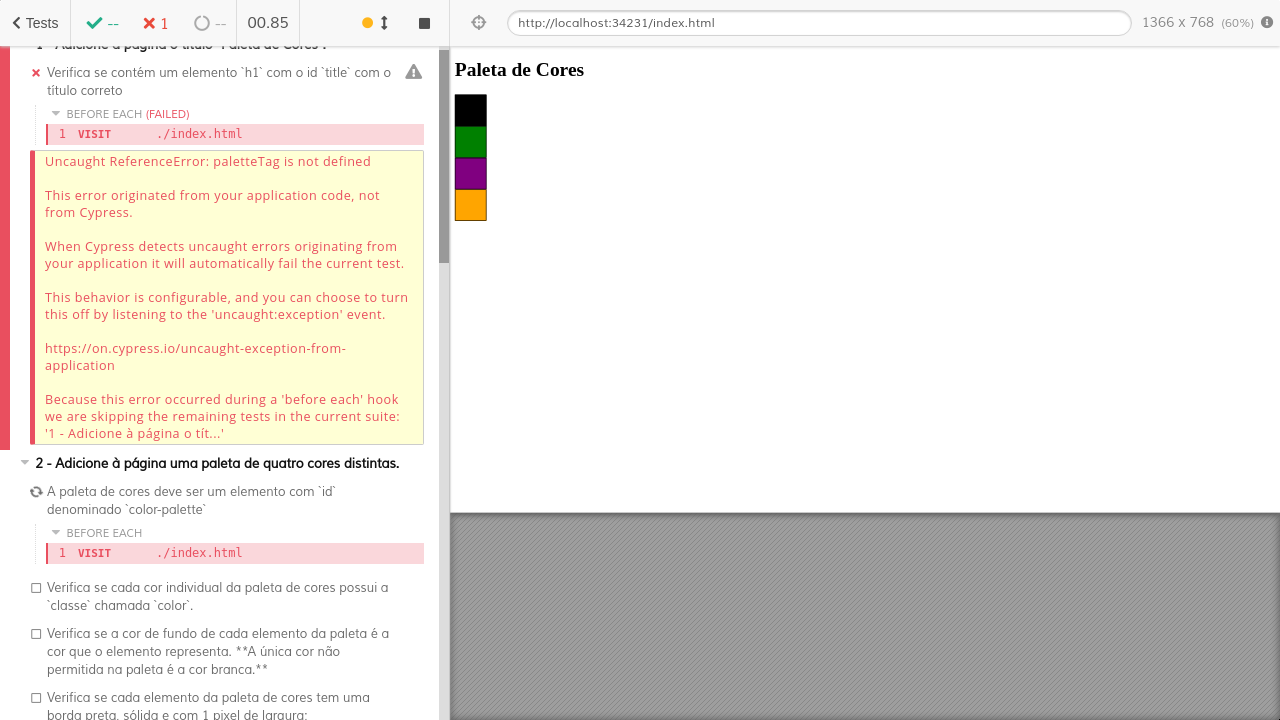 Tests
--
1
--
00.85
http://localhost:34231/index.html
1366 x 768 (60%)
1 - Adicione à página o título "Paleta de Cores".
Verifica se contém um elemento `h1` com o id `title` com o
título correto
BEFORE EACH (FAILED)
1 VISIT ./index.html
Uncaught ReferenceError: paletteTag is not defined
This error originated from your application code, not
from Cypress.
When Cypress detects uncaught errors originating from
your application it will automatically fail the current test.
This behavior is configurable, and you can choose to turn
this off by listening to the 'uncaught:exception' event.
https://on.cypress.io/uncaught-exception-from-
application
Because this error occurred during a 'before each' hook
we are skipping the remaining tests in the current suite:
'1 - Adicione à página o tít...'
2 - Adicione à página uma paleta de quatro cores distintas.
A paleta de cores deve ser um elemento com `id`
denominado `color-palette`
BEFORE EACH
1 VISIT ./index.html
Verifica se cada cor individual da paleta de cores possui a
`classe` chamada `color`.
Verifica se a cor de fundo de cada elemento da paleta é a
cor que o elemento representa. **A única cor não
permitida na paleta é a cor branca.**
Verifica se cada elemento da paleta de cores tem uma
borda preta, sólida e com 1 pixel de largura;
Paleta de Cores